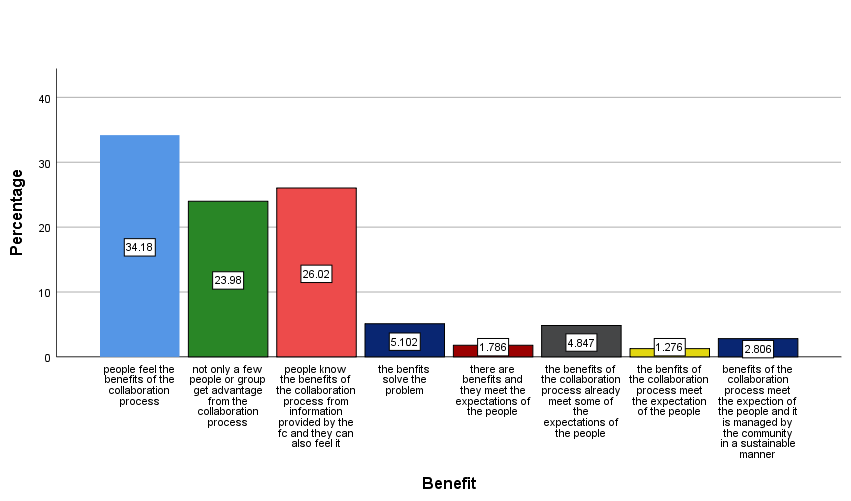 40
30
20
10
0
Percentage
34.18
23.98
26.02
5.102
1.786
4.847
1.276
2.806
people feel the
benefits of the
collaboration
process
not only a few
people or group
get advantage
from the
collaboration
process
people know
the benefits of
the collaboration
process from
information
provided by the
fc and they can
also feel it
the benfits
solve the
problem
there are
benefits and
they meet the
expectations of
the people
the benefits of
the collaboration
process already
meet some of
the
expectations of
the people
the benifits of
the collaboration
process meet
the expectation
of the people
benefits of the
collaboration
process meet
the expection of
the people and it
is managed by
the community
in a sustainable
manner
Benefit